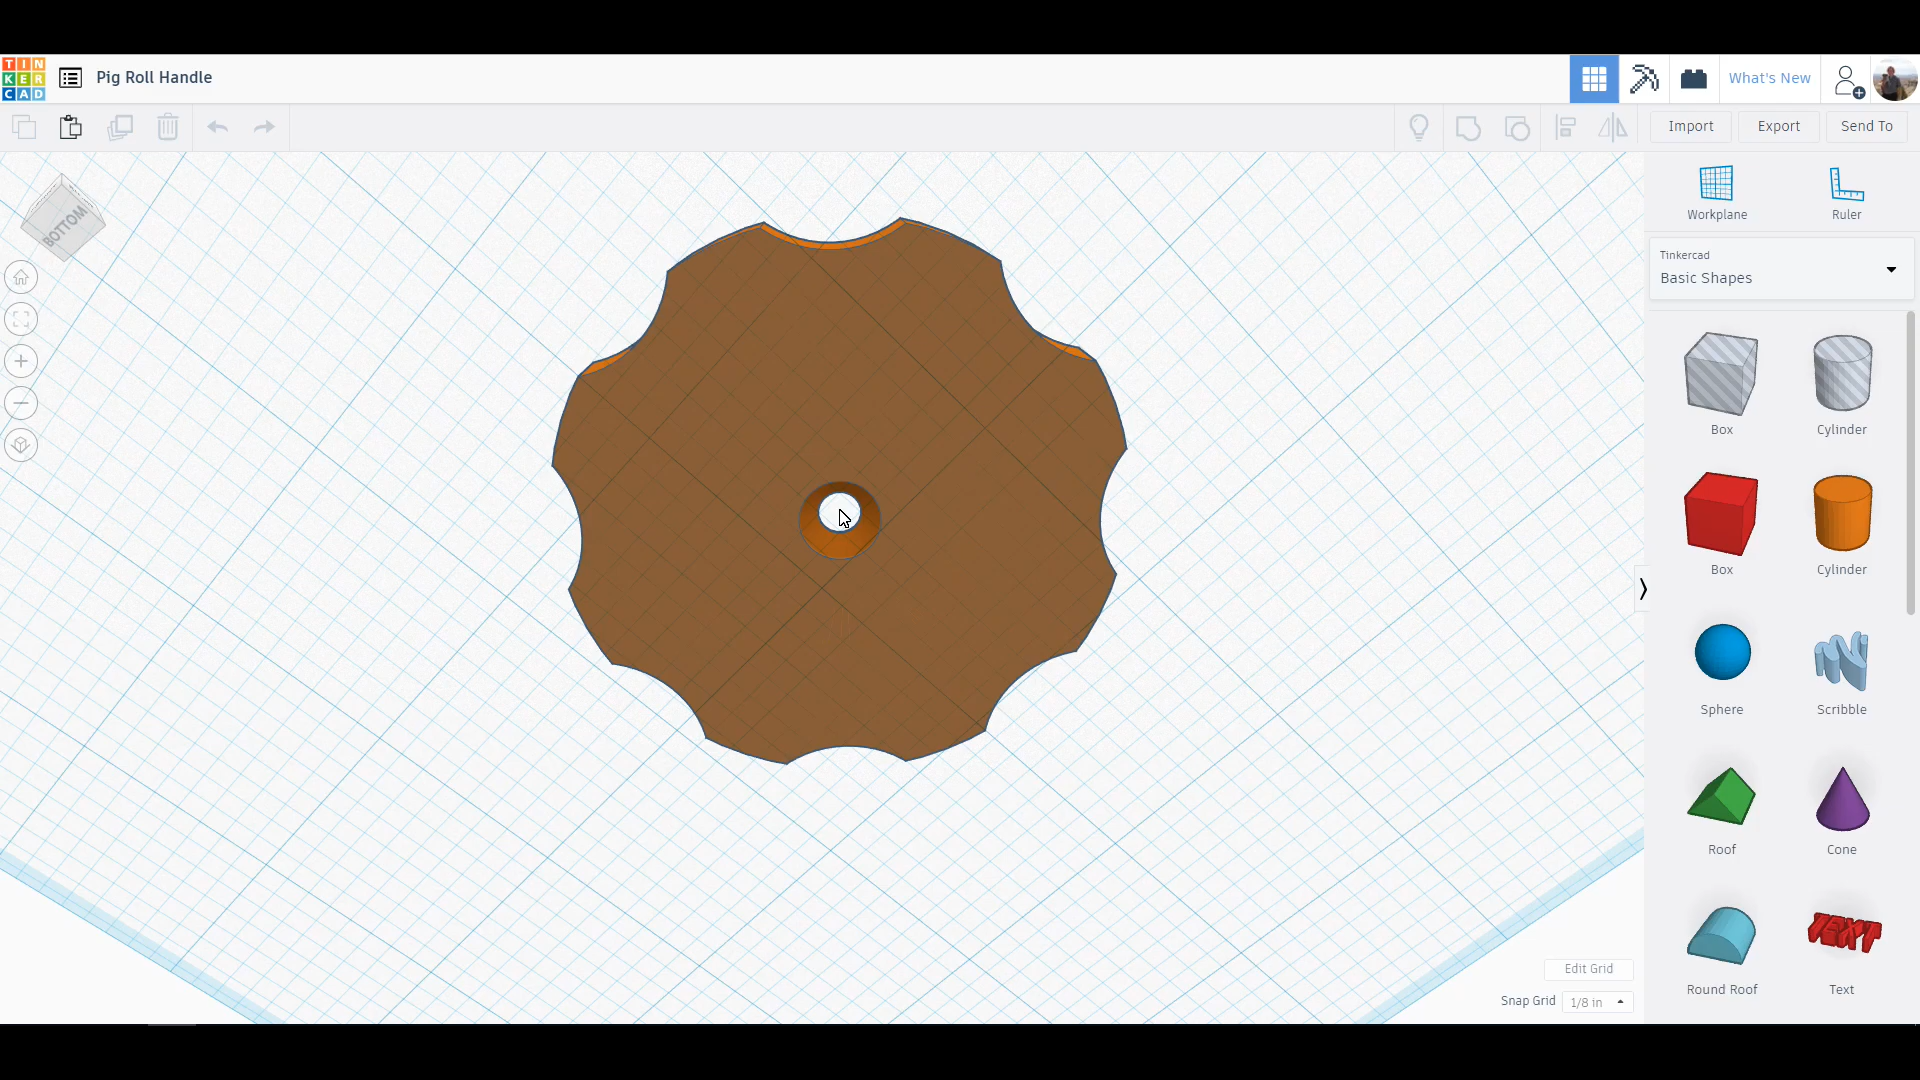 TIN
KER
CAD
Pig Roll Handle
What's New
Import
Export
Send To
BOTTOM
Workplane
Ruler
Tinkercad
Basic Shapes
Box
Cylinder
Box
Cylinder
Sphere
Scribble
Roof
Cone
TEXT
Round Roof
Text
Edit Grid
Snap Grid 1/8 in